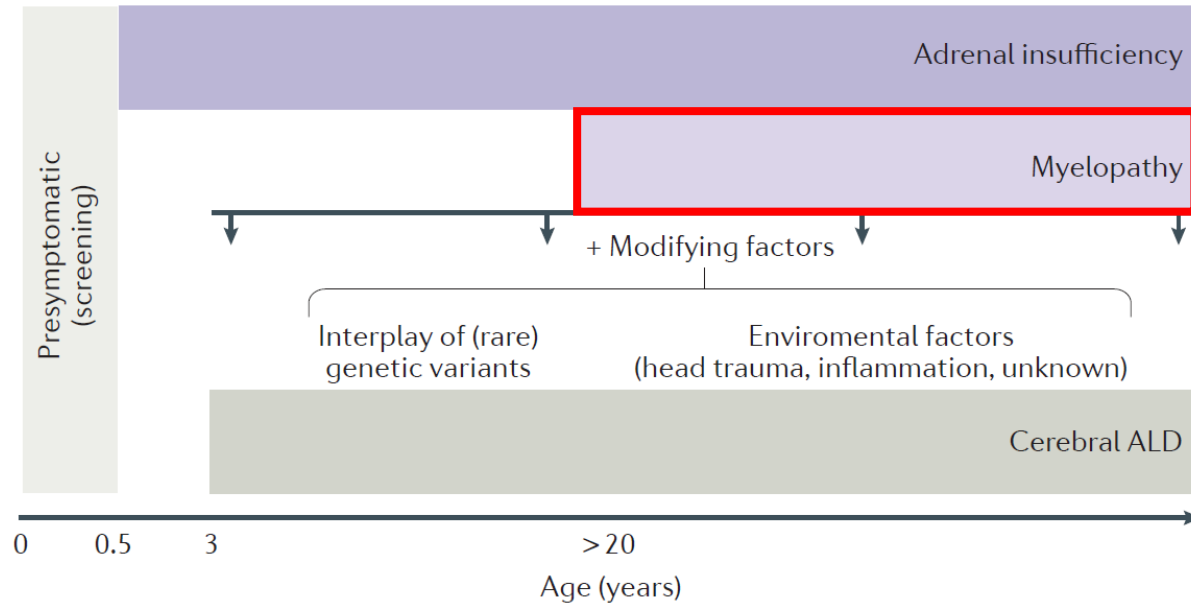 Presymptomatic
(screening)
Adrenal insufficiency
Myelopathy
+ Modifying factors
Interplay of (rare)
genetic variants
Enviromental factors
(head trauma, inflammation, unknown)
Cerebral ALD
0
0.5
3
>20
Age (years)